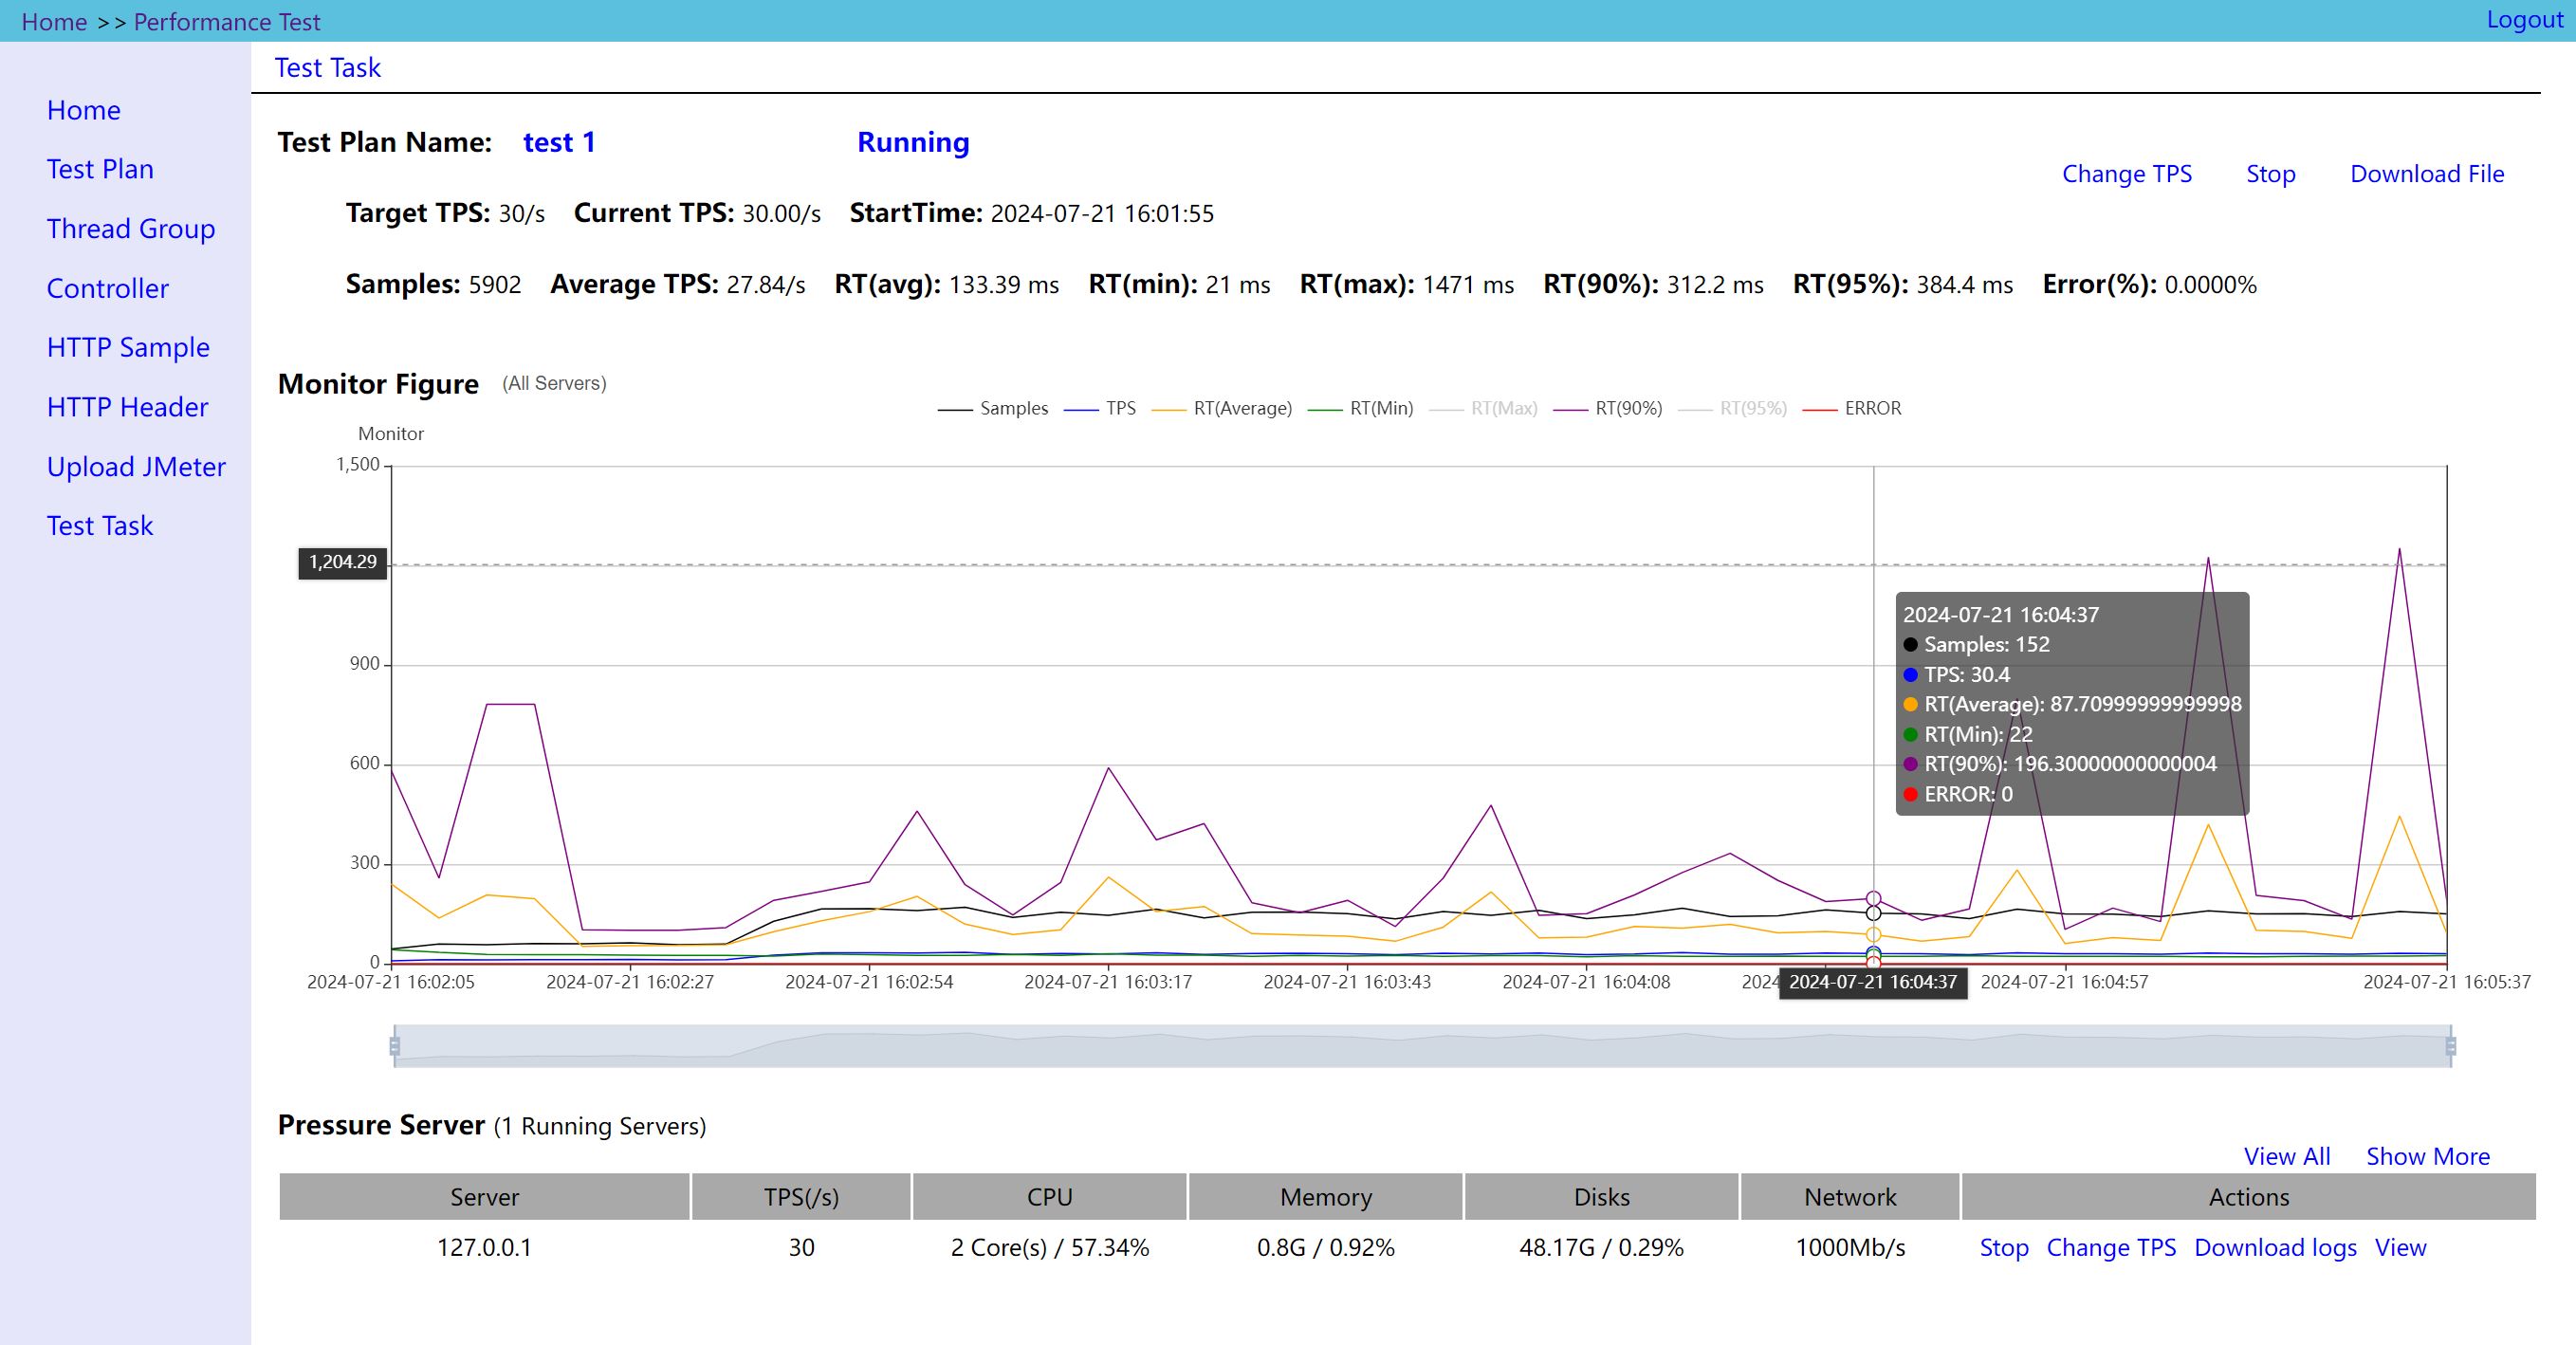 Home >> Performance Test
Logout
Home
Test Plan
Thread Group
Controller
HTTP Sample
HTTP Header
Upload JMeter
Test Task
Test Task
Test Plan Name: test 1 Running
Change TPS Stop Download File
Target TPS: 30/s Current TPS: 30.00/s StartTime: 2024-07-21 16:01:55
Samples: 5902 Average TPS: 27.84/s RT(avg): 133.39 ms RT(min): 21 ms RT(max): 1471 ms RT(90%): 312.2 ms RT(95%): 384.4 ms Error(%): 0.0000%
Monitor Figure (All Servers)
Samples TPS RT(Average) RT(Min) RT(Max) RT(90%) RT(95%) ERROR
Monitor
1,500
1,204.29
900
600
300
0
2024-07-21 16:04:37
Samples: 152
TPS: 30.4
RT(Average): 87.70999999999998
RT(Min): 22
RT(90%): 196.30000000000004
ERROR: 0
2024-07-21 16:02:05 2024-07-21 16:02:27 2024-07-21 16:02:54 2024-07-21 16:03:17 2024-07-21 16:03:43 2024-07-21 16:04:08 2024 2024-07-21 16:04:37 2024-07-21 16:04:57 2024-07-21 16:05:37
Pressure Server (1 Running Servers)
View All Show More
Server TPS(/s) CPU Memory Disks Network Actions
127.0.0.1 30 2 Core(s) / 57.34% 0.8G / 0.92% 48.17G / 0.29% 1000Mb/s Stop Change TPS Download logs View